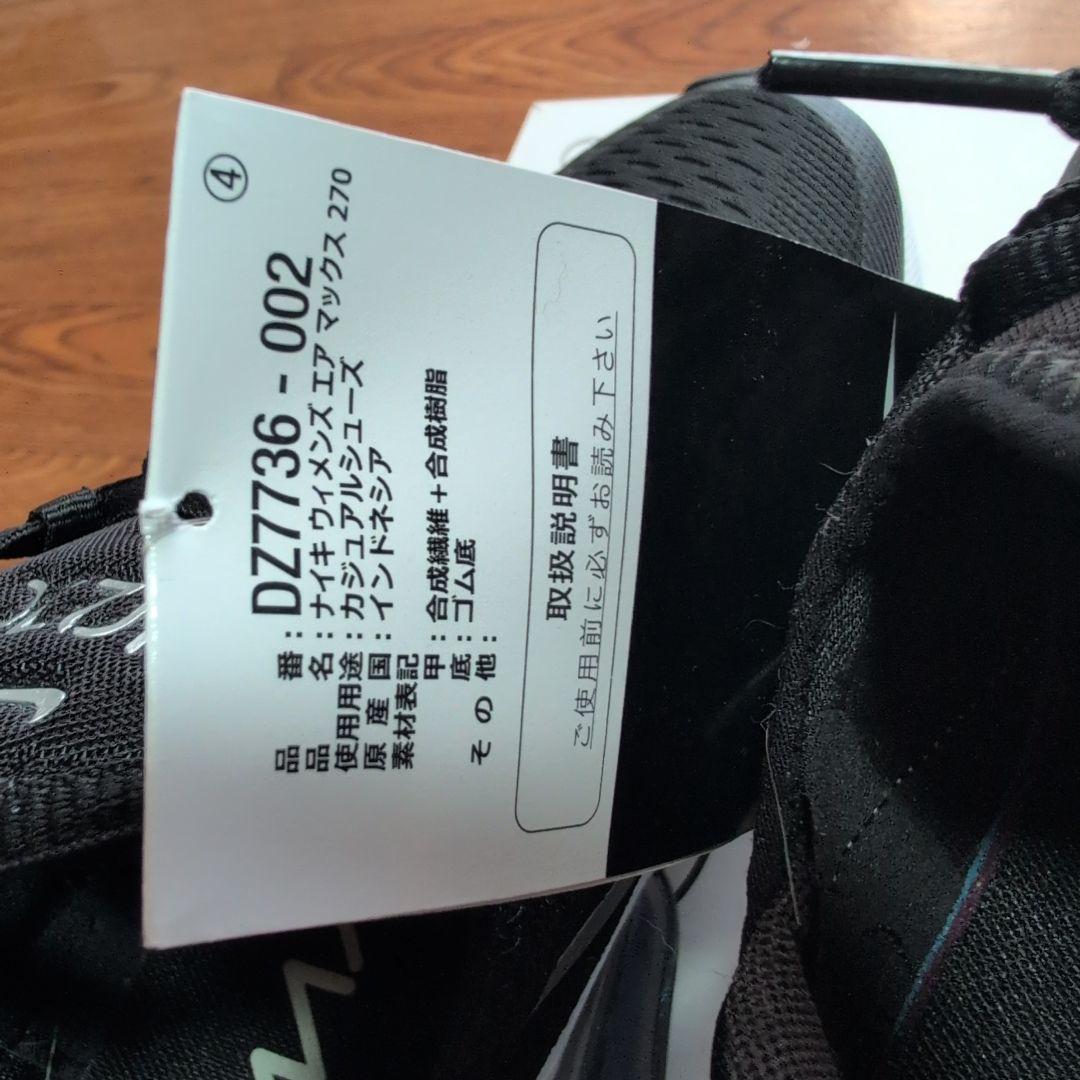 ④
品番：DZ7736 - 002
品名：ナイキ ウィメンズ エア マックス 270
使用用途：カジュアルシューズ
原産国：インドネシア
素材表記
甲：合成繊維＋合成樹脂
底：ゴム底
その他：
取扱説明書
ご使用前に必ずお読み下さい